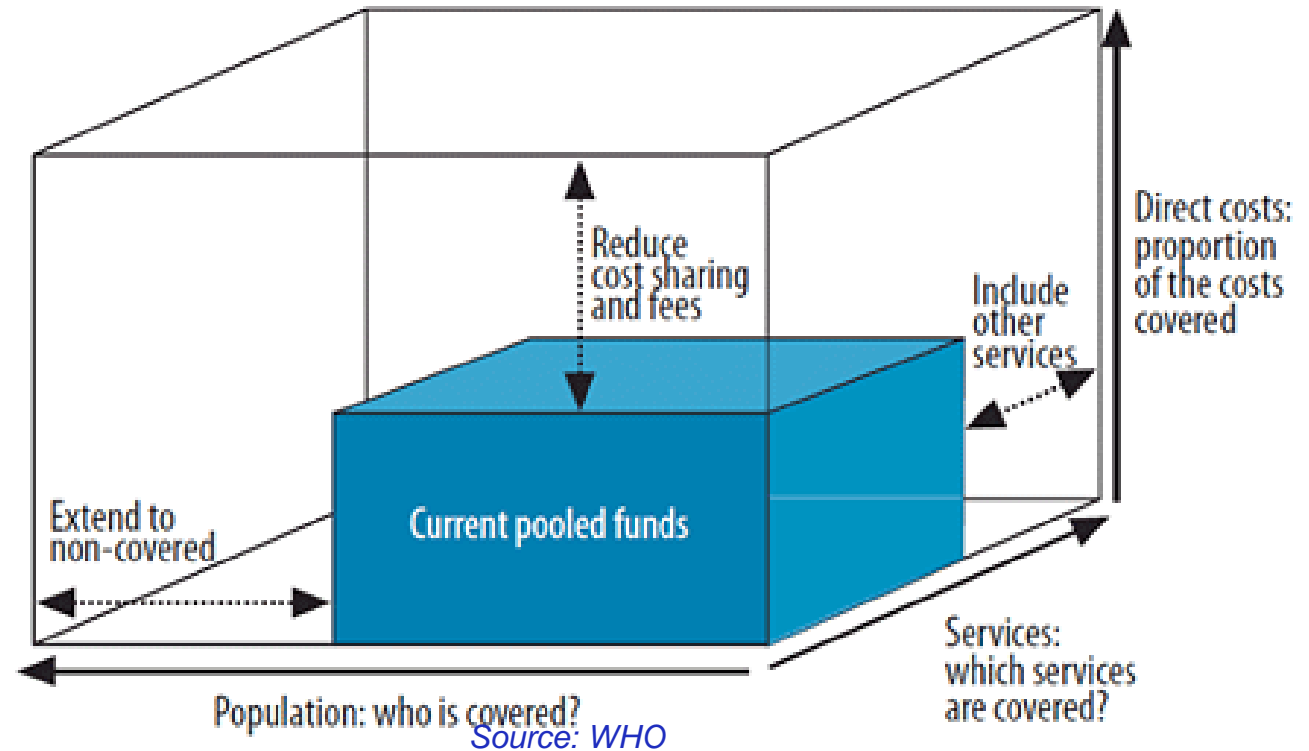 Reduce
cost sharing
and fees
Direct costs:
proportion
of the costs
covered
Include
other
services
Extend to
non-covered
Current pooled funds
Services:
which services
are covered?
Population: who is covered?
Source: WHO